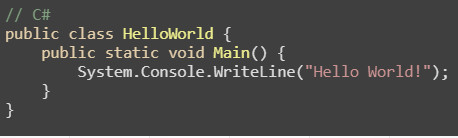 // C#
public class HelloWorld {
    public static void Main() {
        System.Console.WriteLine("Hello World!");
    }
}